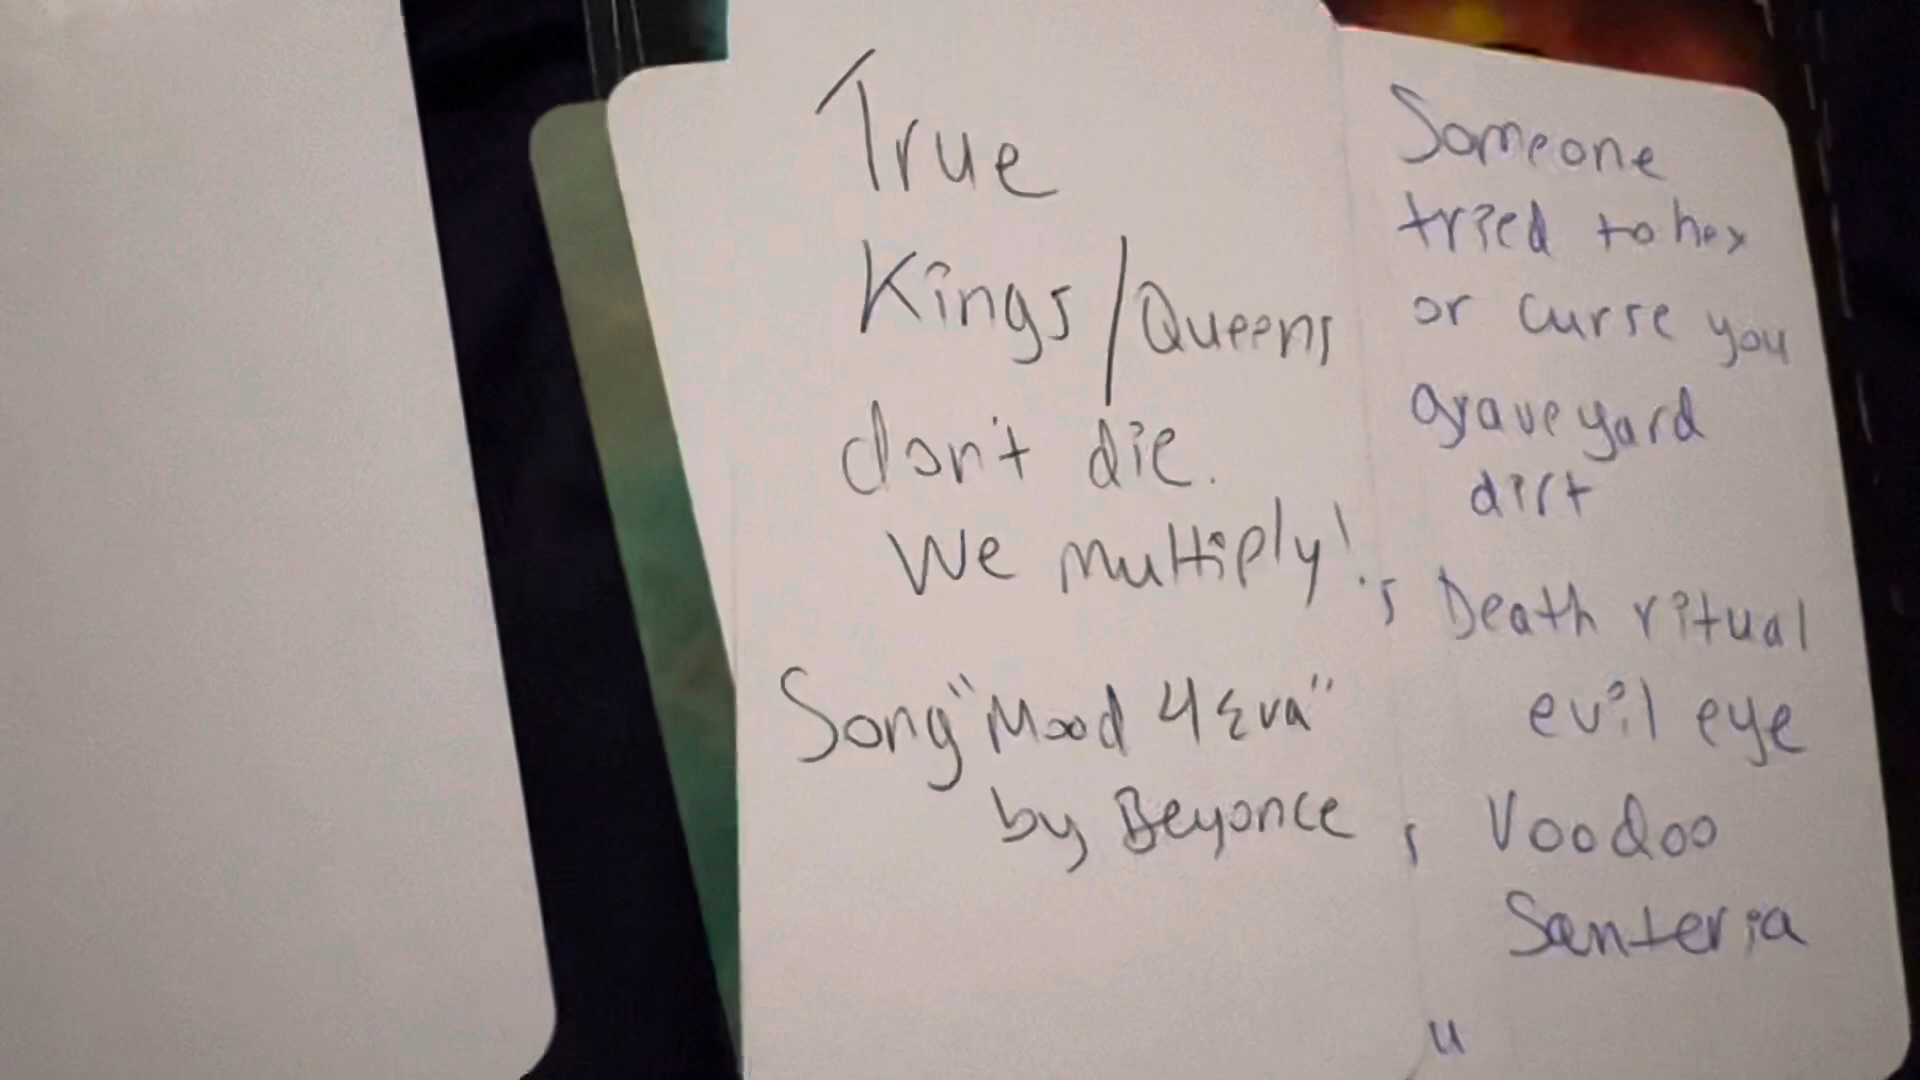 True
Kings/Queens
don't die.
We multiply!
Song "Mood 4 Eva"
by Beyonce
Someone
tried to hex
or curse you
graveyard
dirt
, Death ritual
evil eye
, Voodoo
Santeria
"